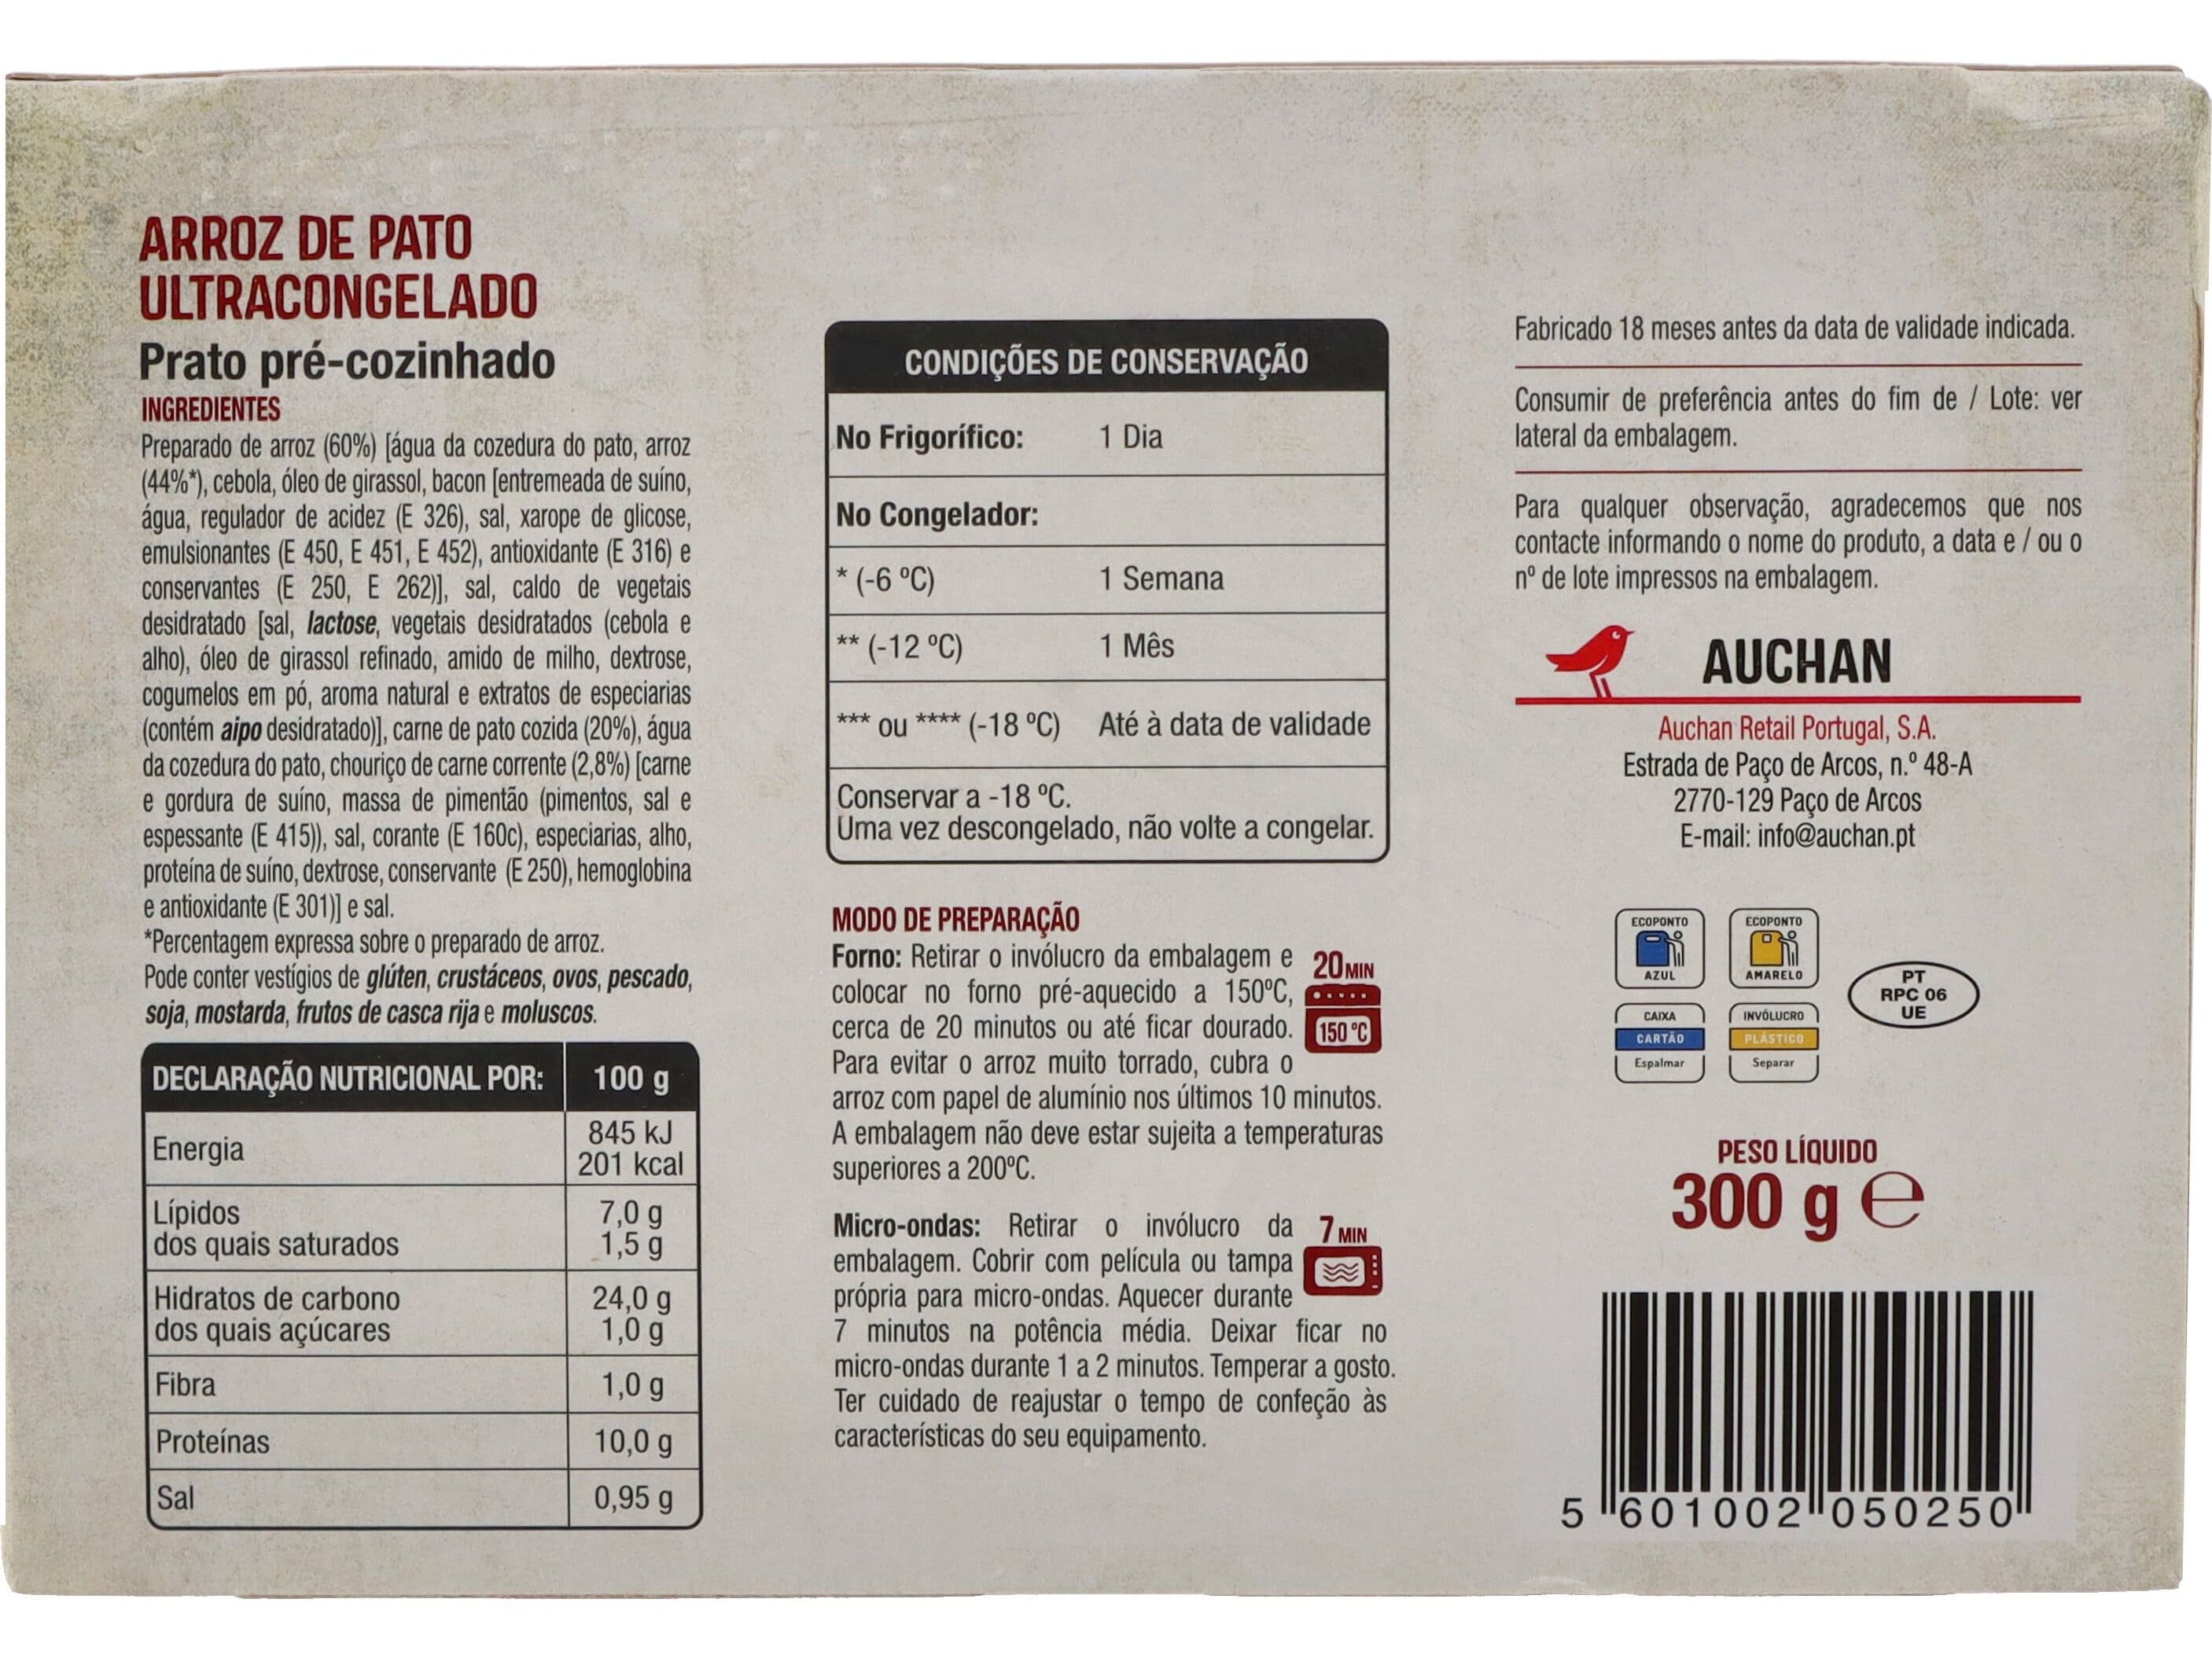 ARROZ DE PATO
ULTRACONGELADO
Prato pré-cozinhado
INGREDIENTES
Preparado de arroz (60%) [água da cozedura do pato, arroz
(44%*), cebola, óleo de girassol, bacon [entremeada de suíno,
água, regulador de acidez (E 326), sal, xarope de glicose,
emulsionantes (E 450, E 451, E 452), antioxidante (E 316) e
conservantes (E 250, E 262)], sal, caldo de vegetais
desidratado [sal, lactose, vegetais desidratados (cebola e
alho), óleo de girassol refinado, amido de milho, dextrose,
cogumelos em pó, aroma natural e extratos de especiarias
(contém aipo desidratado)], carne de pato cozida (20%), água
da cozedura do pato, chouriço de carne corrente (2,8%) [carne
e gordura de suíno, massa de pimentão (pimentos, sal e
espessante (E 415)), sal, corante (E 160c), especiarias, alho,
proteína de suíno, dextrose, conservante (E 250), hemoglobina
e antioxidante (E 301)] e sal.
*Percentagem expressa sobre o preparado de arroz.
Pode conter vestígios de glúten, crustáceos, ovos, pescado,
soja, mostarda, frutos de casca rija e moluscos.
DECLARAÇÃO NUTRICIONAL POR: 100 g
Energia 845 kJ
201 kcal
Lípidos 7,0 g
dos quais saturados 1,5 g
Hidratos de carbono 24,0 g
dos quais açúcares 1,0 g
Fibra 1,0 g
Proteínas 10,0 g
Sal 0,95 g
CONDIÇÕES DE CONSERVAÇÃO
No Frigorífico: 1 Dia
No Congelador:
* (-6 ºC) 1 Semana
** (-12 ºC) 1 Mês
*** ou **** (-18 ºC) Até à data de validade
Conservar a -18 ºC.
Uma vez descongelado, não volte a congelar.
MODO DE PREPARAÇÃO
Forno: Retirar o invólucro da embalagem e
colocar no forno pré-aquecido a 150ºC,
cerca de 20 minutos ou até ficar dourado.
Para evitar o arroz muito torrado, cubra o
arroz com papel de alumínio nos últimos 10 minutos.
A embalagem não deve estar sujeita a temperaturas
superiores a 200ºC.
20 MIN
150 ºC
Micro-ondas: Retirar o invólucro da
embalagem. Cobrir com película ou tampa
própria para micro-ondas. Aquecer durante
7 minutos na potência média. Deixar ficar no
micro-ondas durante 1 a 2 minutos. Temperar a gosto.
Ter cuidado de reajustar o tempo de confeção às
características do seu equipamento.
7 MIN
Fabricado 18 meses antes da data de validade indicada.
Consumir de preferência antes do fim de / Lote: ver
lateral da embalagem.
Para qualquer observação, agradecemos que nos
contacte informando o nome do produto, a data e / ou o
nº de lote impressos na embalagem.
AUCHAN
Auchan Retail Portugal, S.A.
Estrada de Paço de Arcos, n.º 48-A
2770-129 Paço de Arcos
E-mail: info@auchan.pt
ECOPONTO
AZUL
CAIXA
CARTÃO
Espalmar
ECOPONTO
AMARELO
INVÓLUCRO
PLÁSTICO
Separar
PT
RPC 06
UE
PESO LÍQUIDO
300 g ℮
5 601002 050250